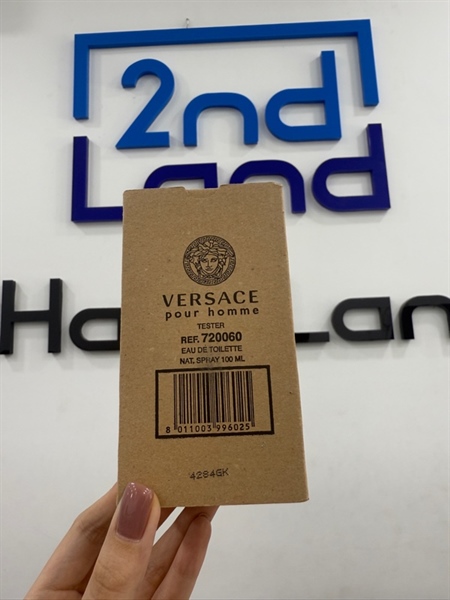 2nd
Land
VERSACE
pour homme
TESTER
REF. 720060
EAU DE TOILETTE
NAT. SPRAY 100 ML
8 011003 996025
4284GK